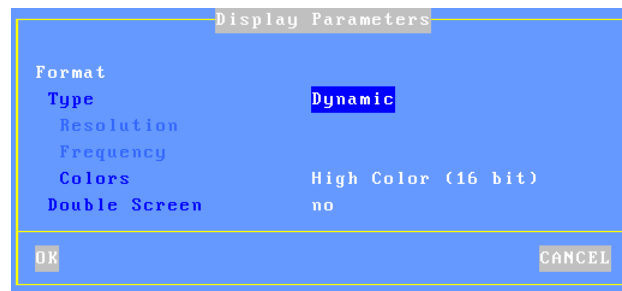 Display Parameters
Format
Type Dynamic
Resolution
Frequency
Colors High Color (16 bit)
Double Screen no
OK CANCEL